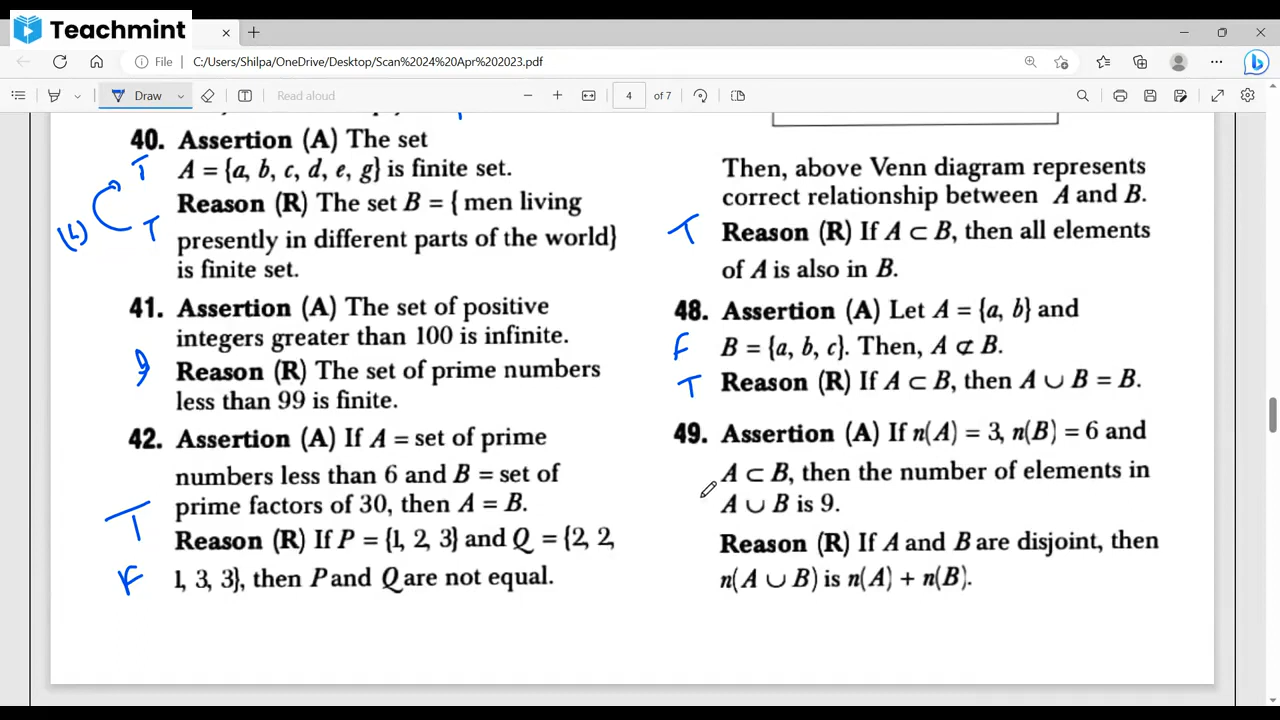 Teachmint
File
C:/Users/Shilpa/OneDrive/Desktop/Scan%2024%20Apr%202023.pdf
Draw
Read aloud
4 of 7
40. Assertion (A) The set
T
A = {a, b, c, d, e, g} is finite set.
Reason (R) The set B = { men living
T
(b)
presently in different parts of the world}
is finite set.
41. Assertion (A) The set of positive
integers greater than 100 is infinite.
Reason (R) The set of prime numbers
less than 99 is finite.
42. Assertion (A) If A = set of prime
numbers less than 6 and B = set of
prime factors of 30, then A = B.
T
Reason (R) If P = {1, 2, 3} and Q = {2, 2,
F
1, 3, 3}, then P and Q are not equal.
Then, above Venn diagram represents
correct relationship between A and B.
T
Reason (R) If A ⊂ B, then all elements
of A is also in B.
48. Assertion (A) Let A = {a, b} and
F
B = {a, b, c}. Then, A ⊄ B.
T
Reason (R) If A ⊂ B, then A ∪ B = B.
49. Assertion (A) If n(A) = 3, n(B) = 6 and
A ⊂ B, then the number of elements in
A ∪ B is 9.
Reason (R) If A and B are disjoint, then
n(A ∪ B) is n(A) + n(B).